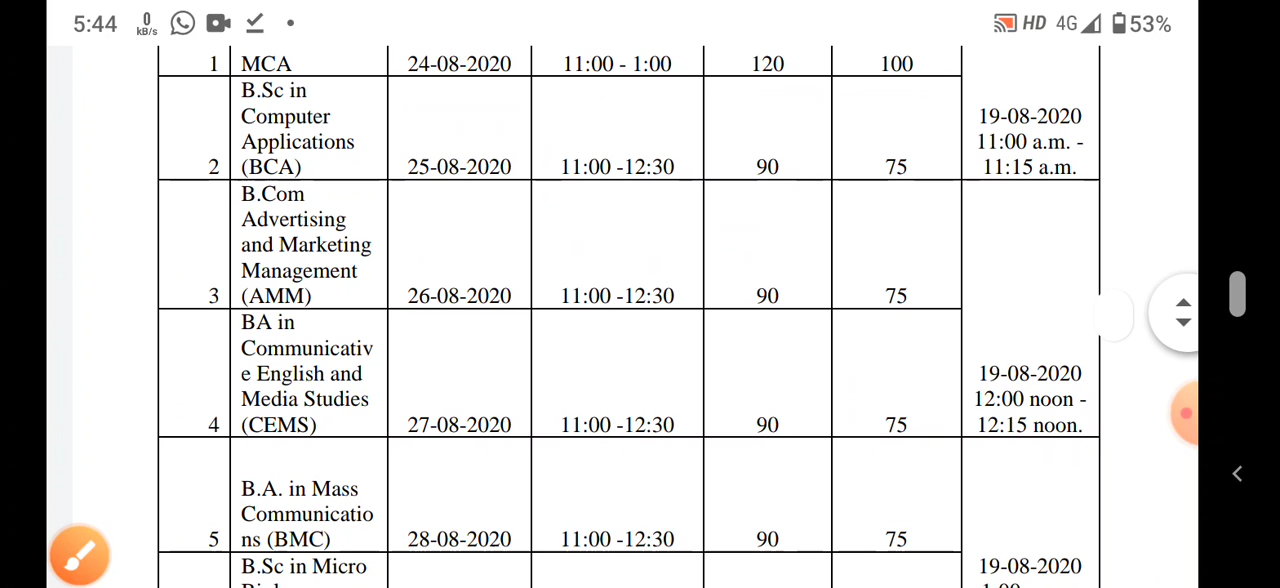 5:44 0 kB/s HD 4G 53%
1 MCA 24-08-2020 11:00 - 1:00 120 100
B.Sc in
Computer
Applications
2 (BCA) 25-08-2020 11:00 -12:30 90 75
19-08-2020
11:00 a.m. -
11:15 a.m.
B.Com
Advertising
and Marketing
Management
3 (AMM) 26-08-2020 11:00 -12:30 90 75
BA in
Communicativ
e English and
Media Studies
4 (CEMS) 27-08-2020 11:00 -12:30 90 75
19-08-2020
12:00 noon -
12:15 noon.
B.A. in Mass
Communicatio
5 ns (BMC) 28-08-2020 11:00 -12:30 90 75
B.Sc in Micro
19-08-2020